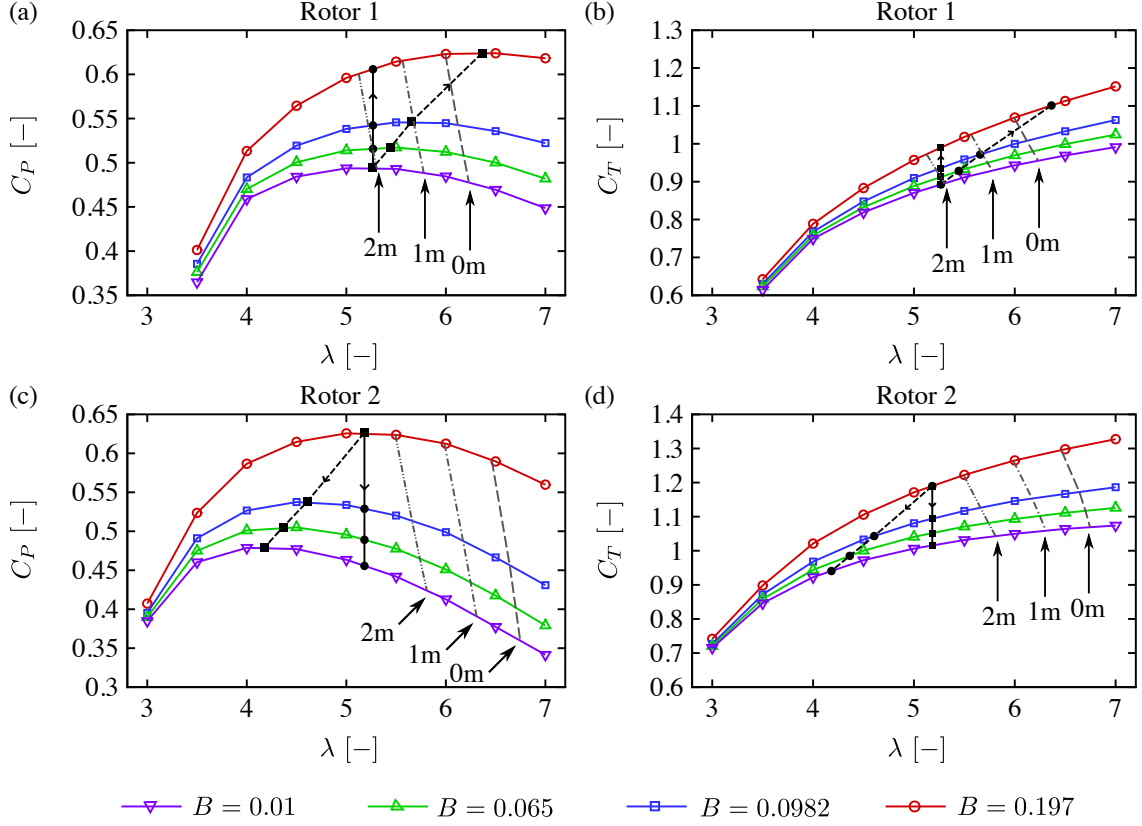 (a)
Rotor 1
0.65
0.6
0.55
0.5
0.45
0.4
0.35
C_P [−]
2m
1m
0m
3 4 5 6 7
λ [−]
(b)
Rotor 1
1.3
1.2
1.1
1
0.9
0.8
0.7
0.6
C_T [−]
2m
1m
0m
3 4 5 6 7
λ [−]
(c)
Rotor 2
0.65
0.6
0.55
0.5
0.45
0.4
0.35
0.3
C_P [−]
2m
1m
0m
3 4 5 6 7
λ [−]
(d)
Rotor 2
1.4
1.3
1.2
1.1
1
0.9
0.8
0.7
0.6
C_T [−]
2m
1m
0m
3 4 5 6 7
λ [−]
B = 0.01 B = 0.065 B = 0.0982 B = 0.197